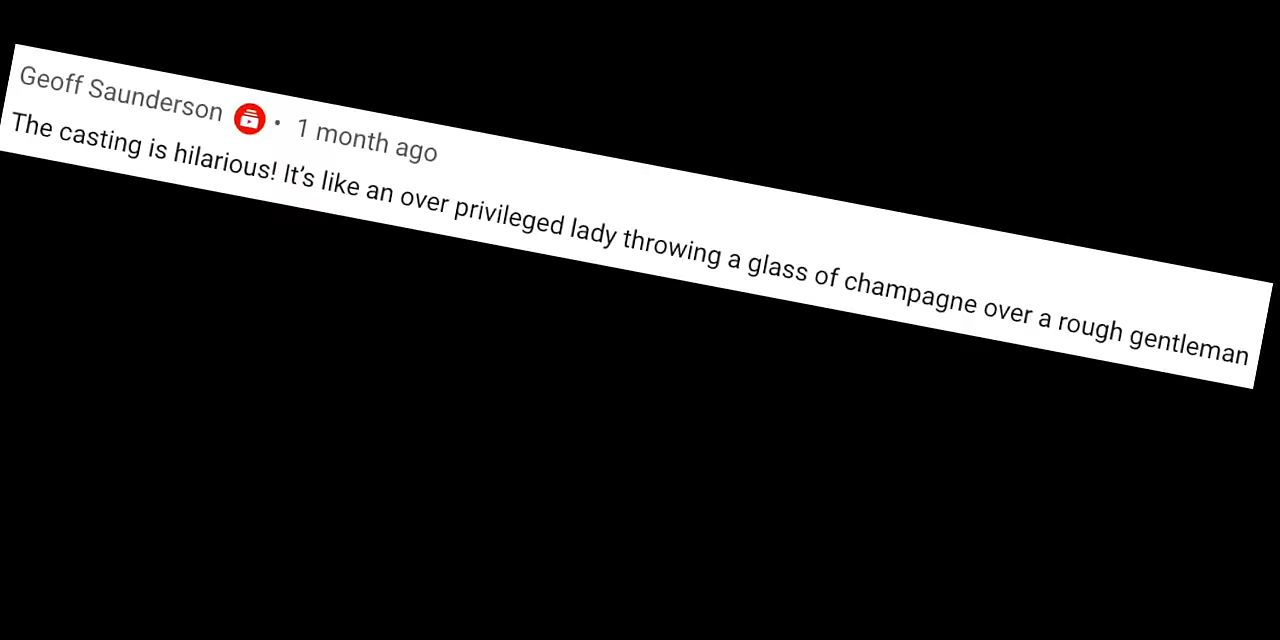 Geoff Saunderson • 1 month ago
The casting is hilarious! It’s like an over privileged lady throwing a glass of champagne over a rough gentleman